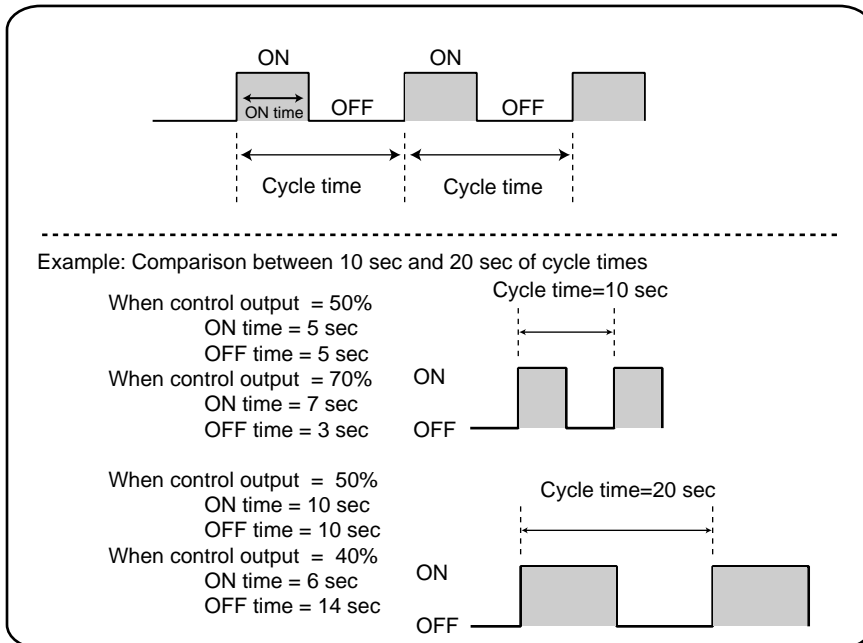 ON ON
ON time OFF OFF
Cycle time Cycle time
Example: Comparison between 10 sec and 20 sec of cycle times
When control output = 50%
ON time = 5 sec
OFF time = 5 sec
When control output = 70%
ON time = 7 sec
OFF time = 3 sec
Cycle time=10 sec
ON
OFF
When control output = 50%
ON time = 10 sec
OFF time = 10 sec
When control output = 40%
ON time = 6 sec
OFF time = 14 sec
Cycle time=20 sec
ON
OFF